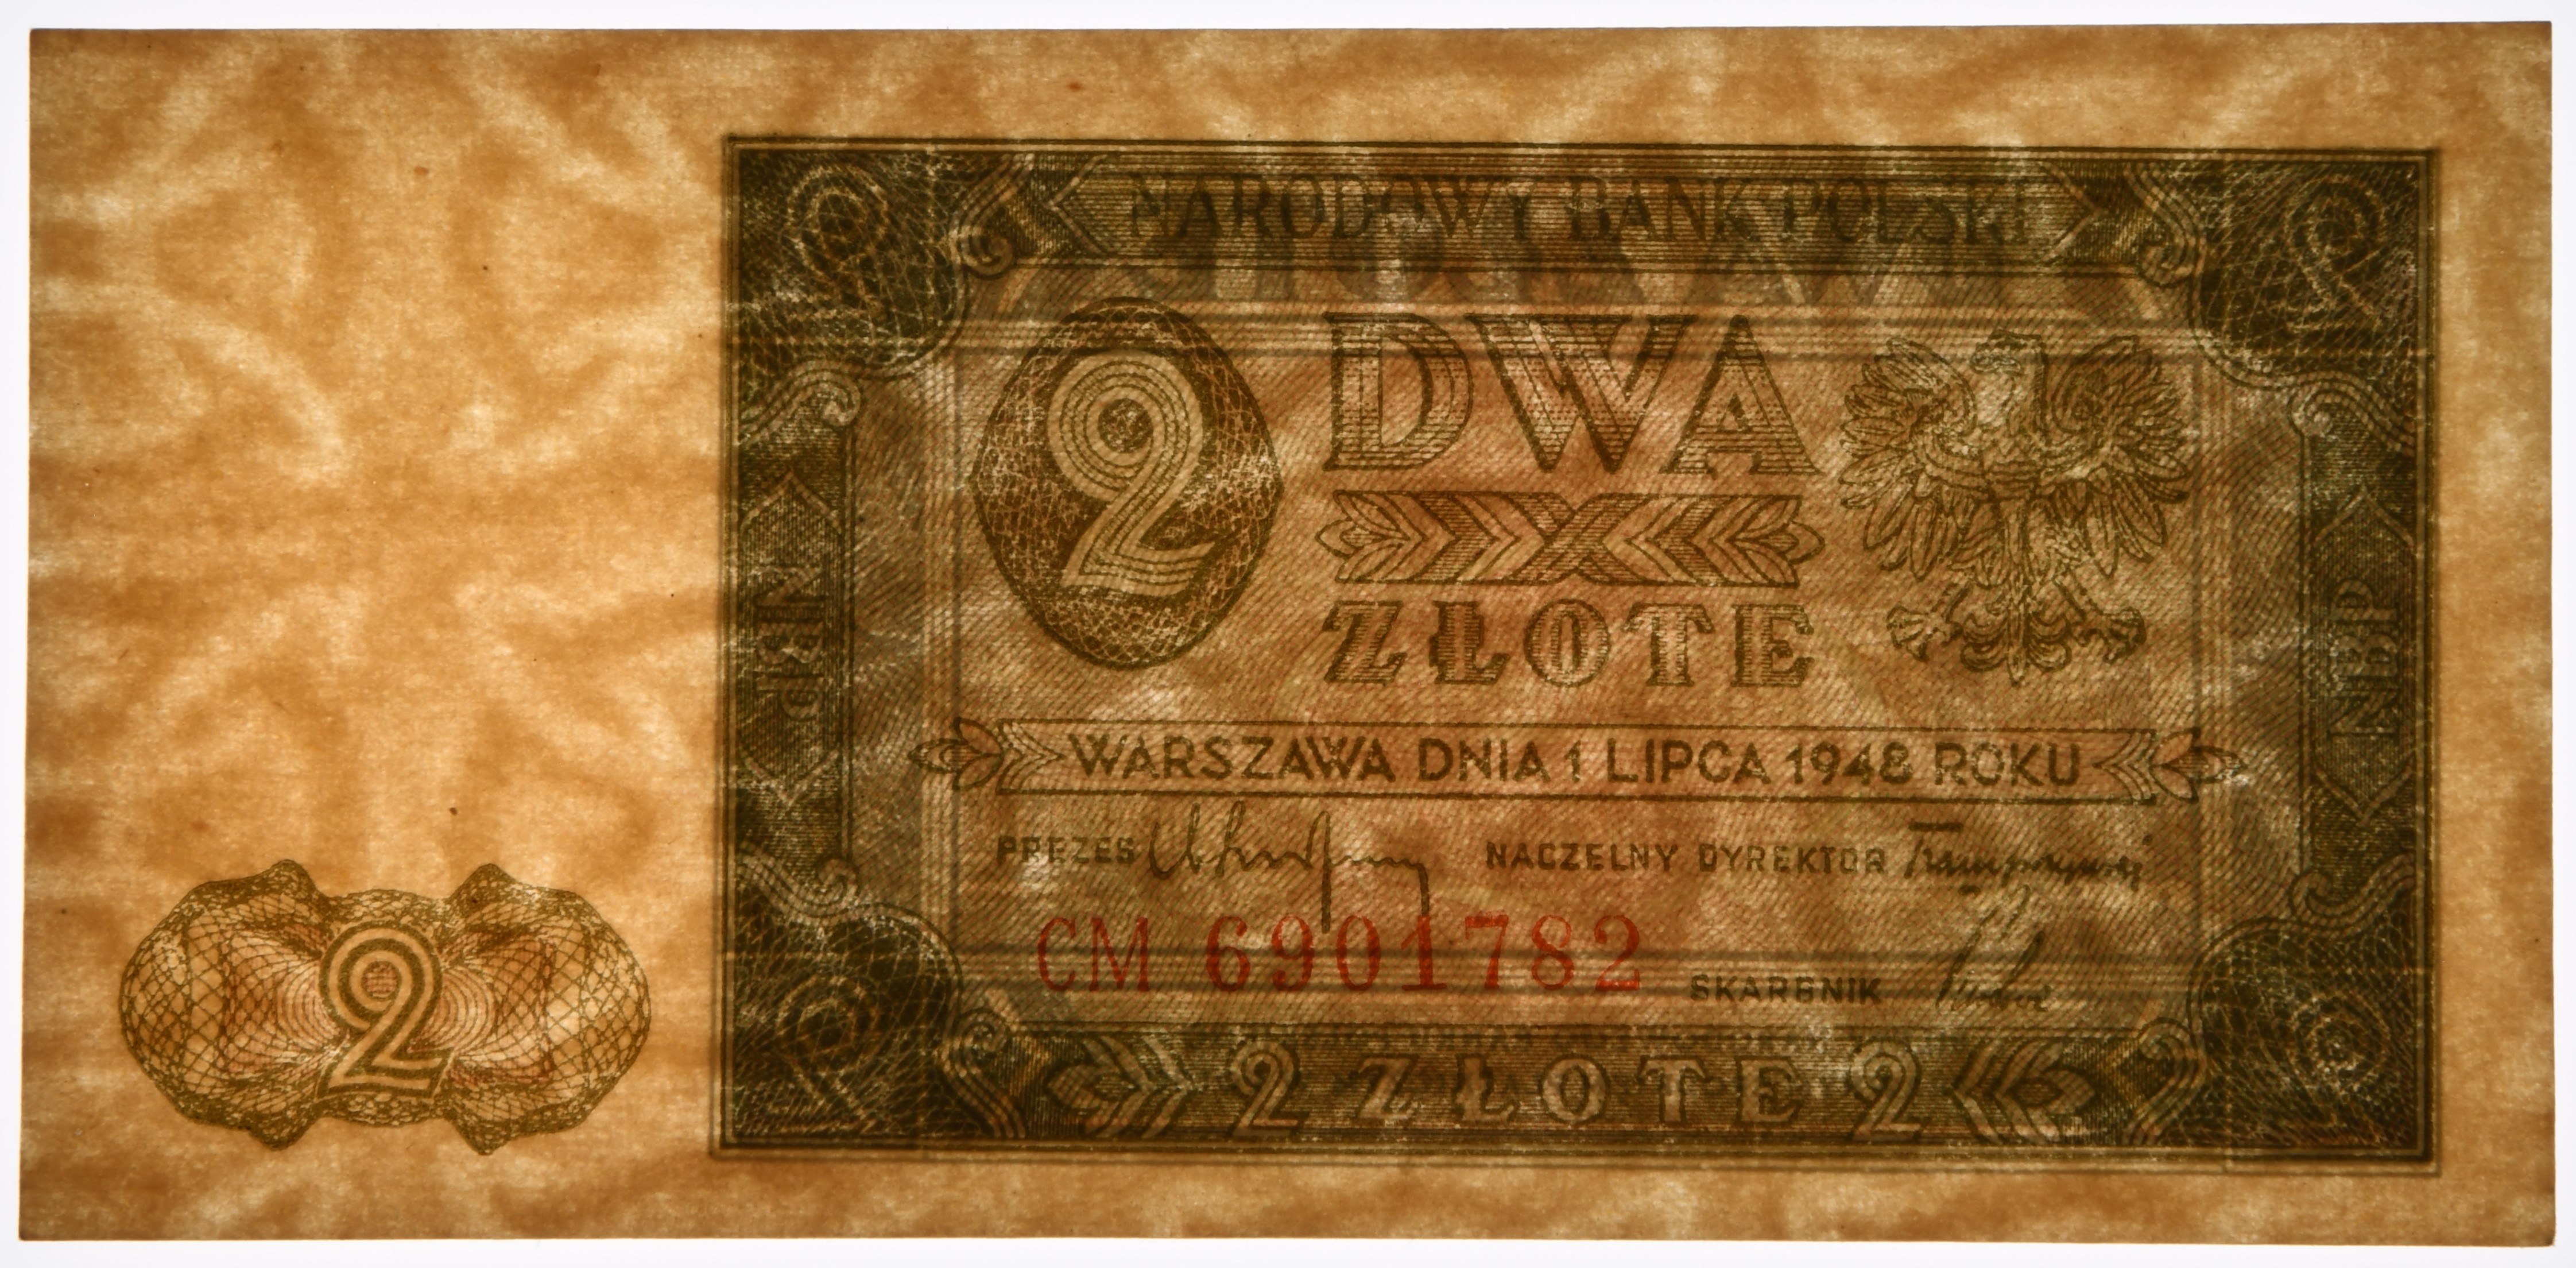 NARODOWY BANK POLSKI
2
DWA
ZŁOTE
NBP
NBP
WARSZAWA DNIA 1 LIPCA 1948 ROKU
PREZES NACZELNY DYREKTOR
CM 6901782
SKARBNIK
2
2 ZŁOTE 2